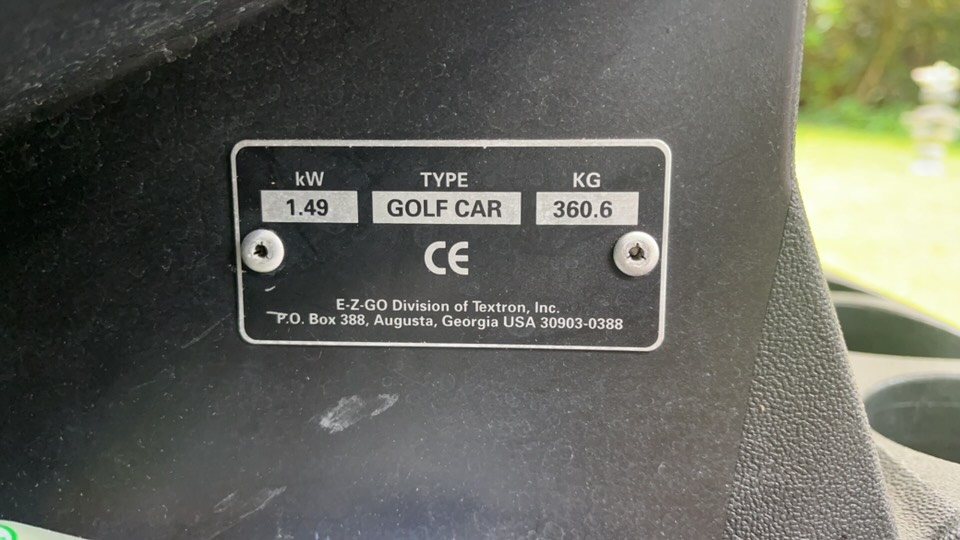 kW TYPE KG
1.49 GOLF CAR 360.6
CE
E-Z-GO Division of Textron, Inc.
P.O. Box 388, Augusta, Georgia USA 30903-0388